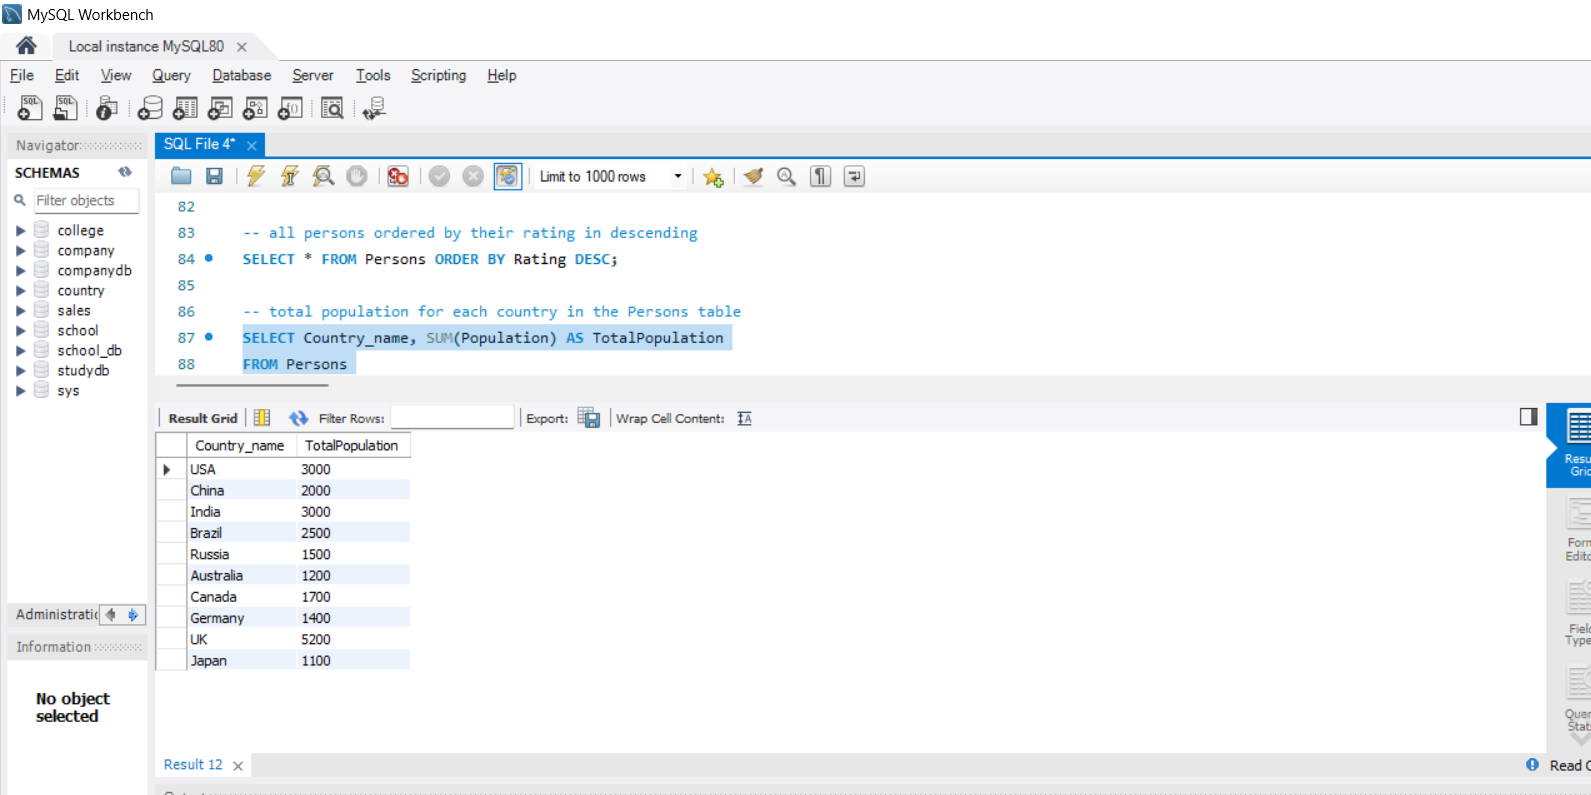 MySQL Workbench
Local instance MySQL80
File Edit View Query Database Server Tools Scripting Help
Navigator
SCHEMAS
Filter objects
college
company
companydb
country
sales
school
school_db
studydb
sys
Administratic
Information
No object
selected
SQL File 4*
Limit to 1000 rows
82
83 -- all persons ordered by their rating in descending
84 SELECT * FROM Persons ORDER BY Rating DESC;
85
86 -- total population for each country in the Persons table
87 SELECT Country_name, SUM(Population) AS TotalPopulation
88 FROM Persons
Result Grid Filter Rows: Export: Wrap Cell Content:
Country_name TotalPopulation
USA 3000
China 2000
India 3000
Brazil 2500
Russia 1500
Australia 1200
Canada 1700
Germany 1400
UK 5200
Japan 1100
Resu
Grid
Form
Edito
Field
Type
Quer
Stat
Result 12
Read